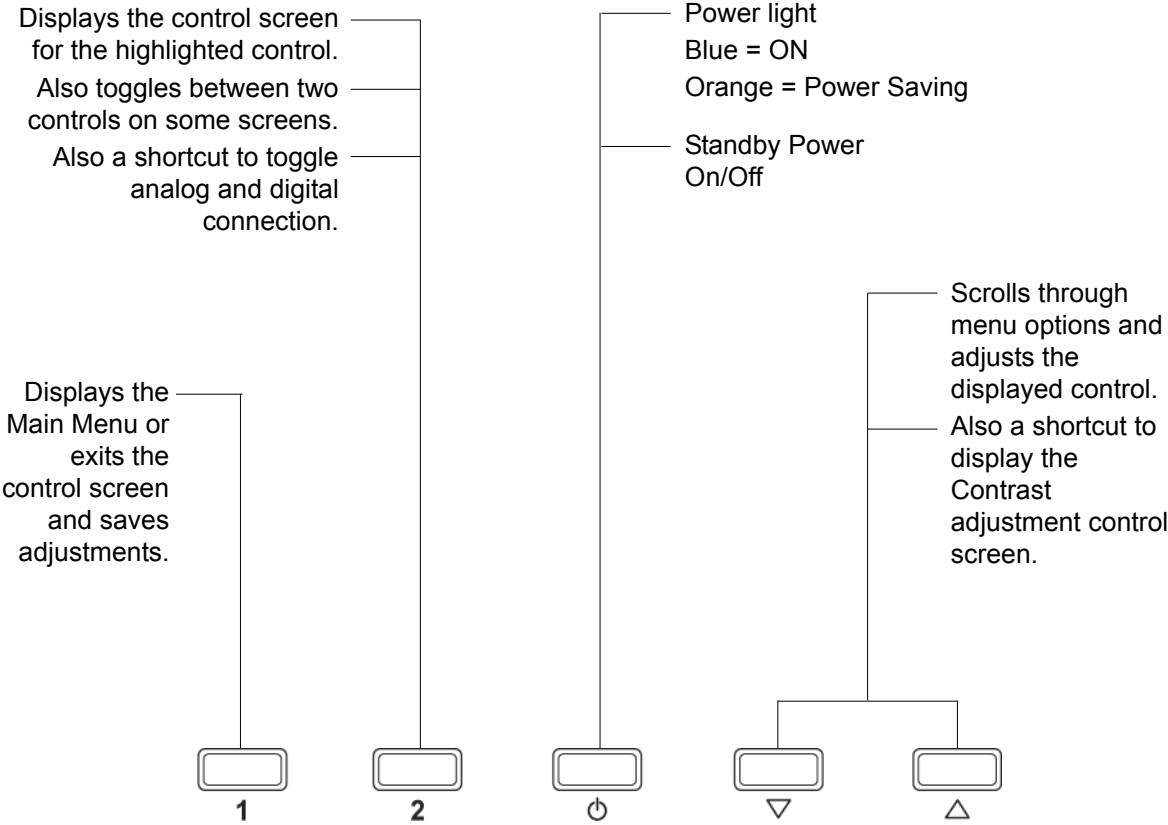 Displays the control screen
for the highlighted control.
Also toggles between two
controls on some screens.
Also a shortcut to toggle
analog and digital
connection.
Power light
Blue = ON
Orange = Power Saving
Standby Power
On/Off
Scrolls through
menu options and
adjusts the
displayed control.
Also a shortcut to
display the
Contrast
adjustment control
screen.
Displays the
Main Menu or
exits the
control screen
and saves
adjustments.
1
2